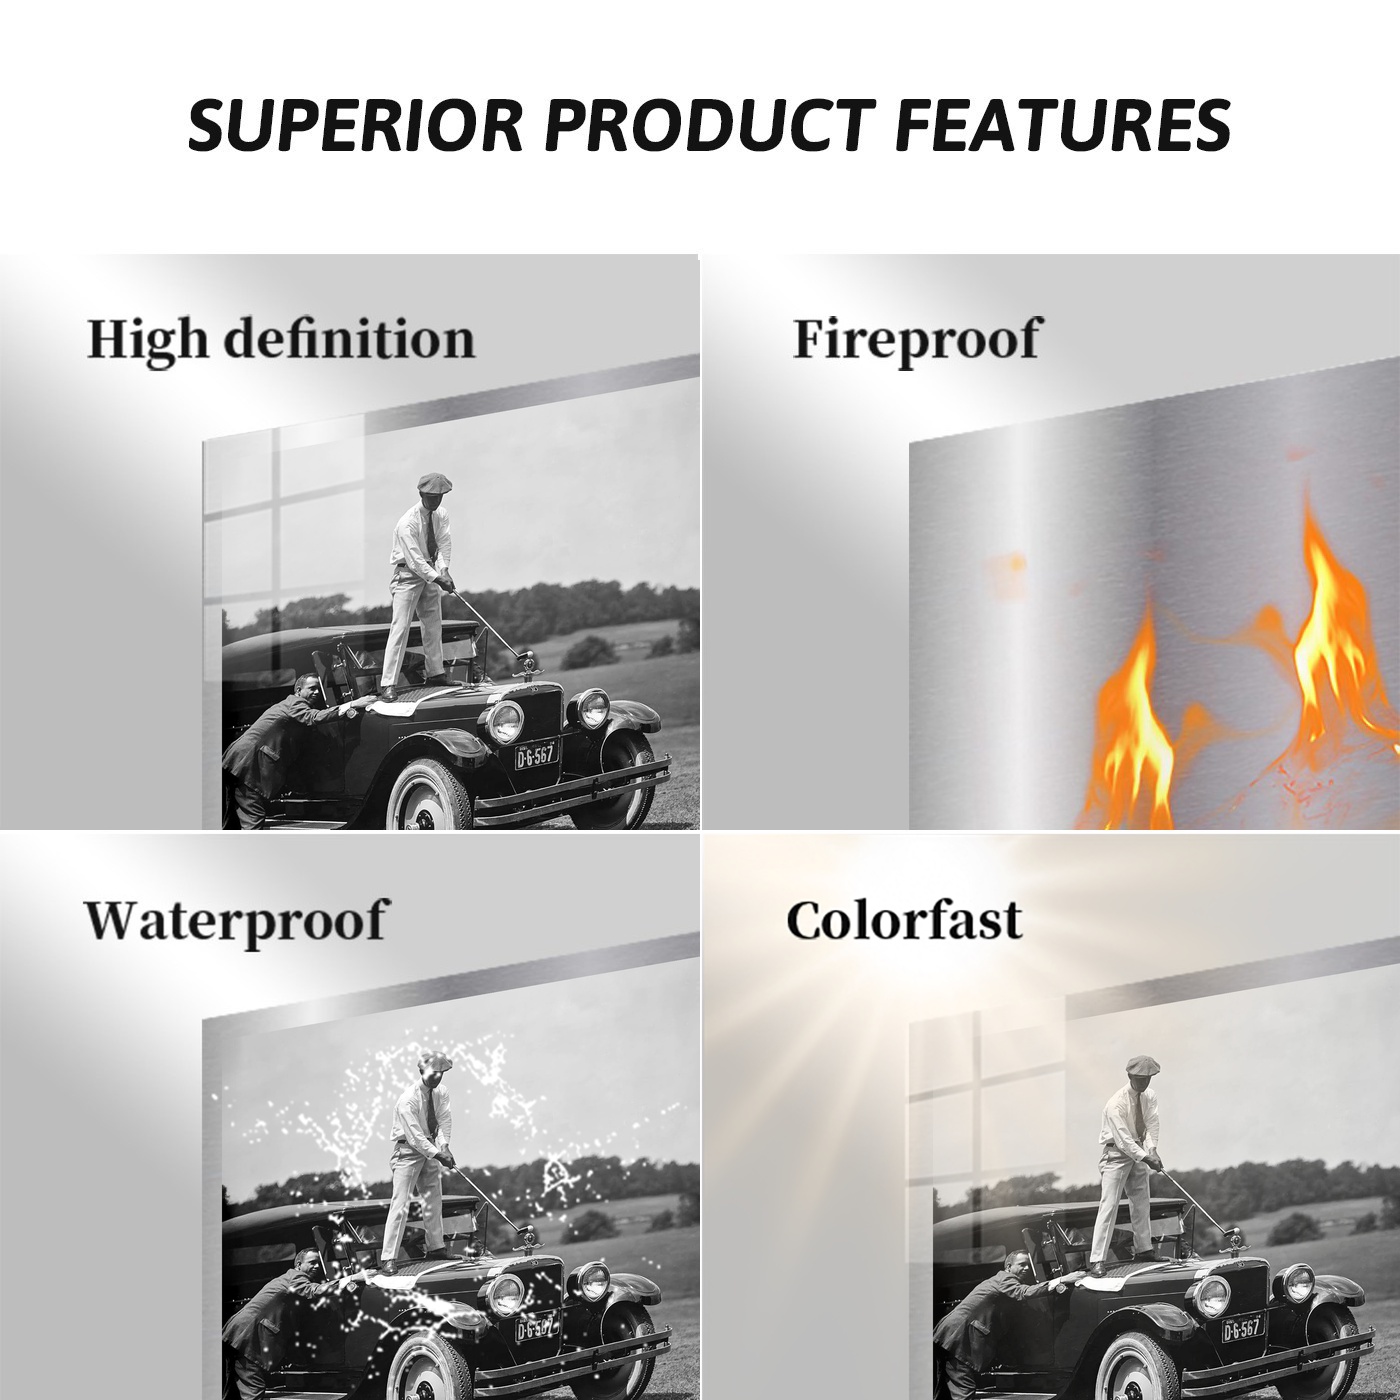 SUPERIOR PRODUCT FEATURES
High definition
Fireproof
D·6·567
Waterproof
Colorfast
D·6·567
D·6·567